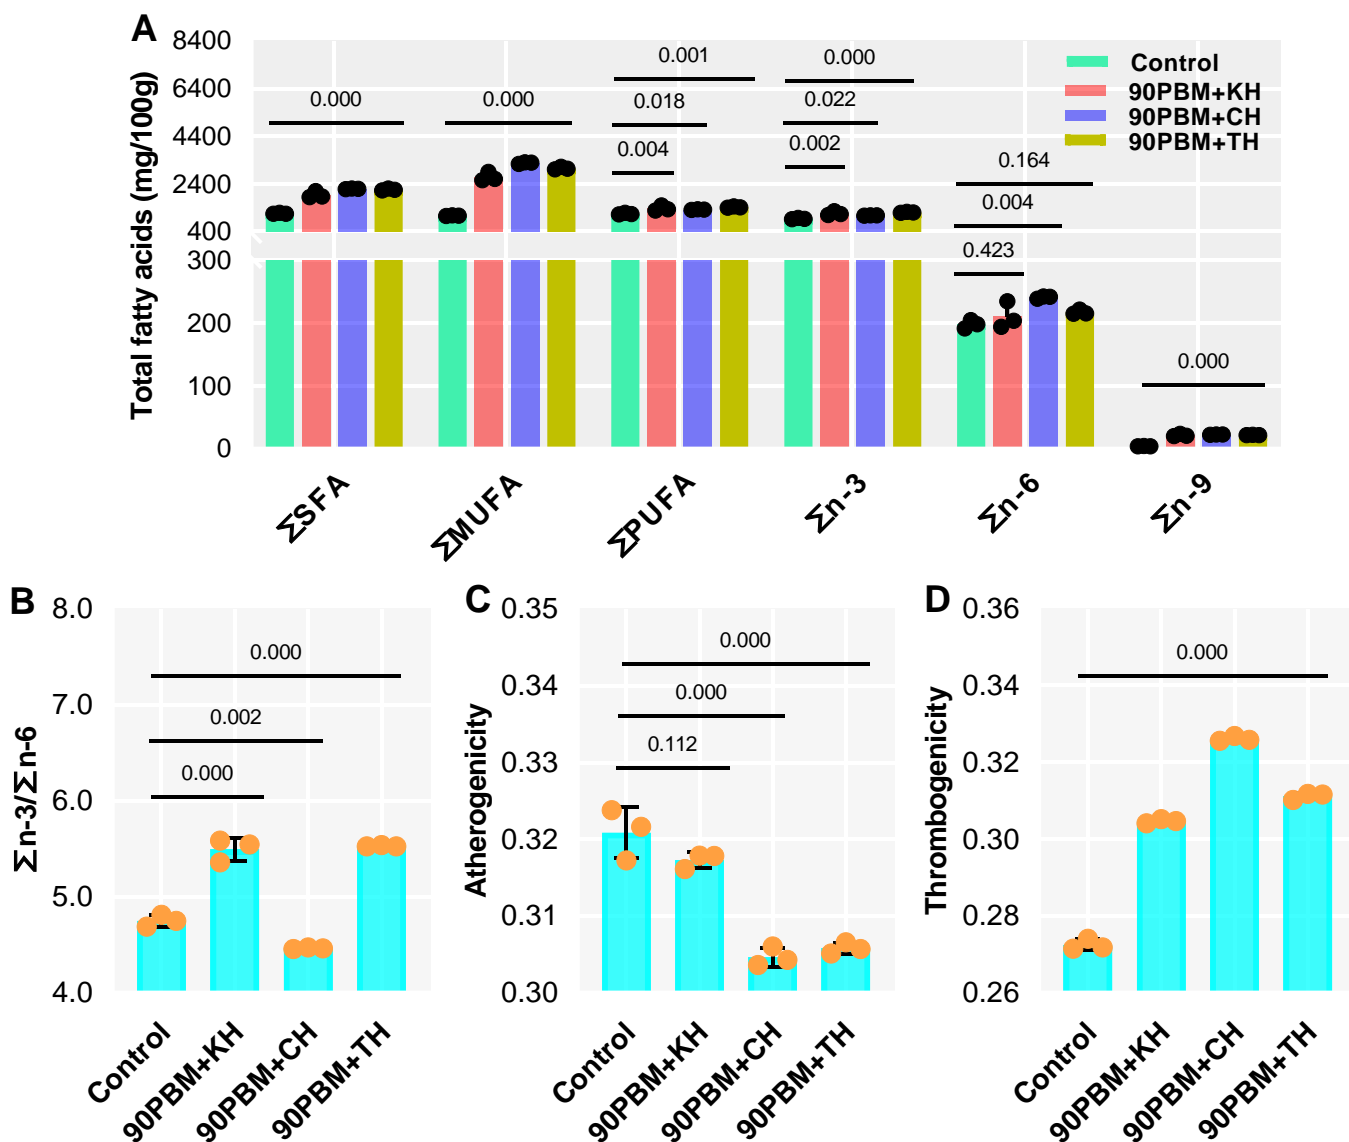 A
8400
6400
4400
2400
400
300
200
100
0
Total fatty acids (mg/100g)
Control
90PBM+KH
90PBM+CH
90PBM+TH
0.000
0.000
0.001
0.018
0.004
0.000
0.022
0.002
0.164
0.004
0.423
0.000
ΣSFA
ΣMUFA
ΣPUFA
Σn-3
Σn-6
Σn-9
B
8.0
7.0
6.0
5.0
4.0
Σn-3/Σn-6
0.000
0.002
0.000
Control
90PBM+KH
90PBM+CH
90PBM+TH
C
0.35
0.34
0.33
0.32
0.31
0.30
Atherogenicity
0.000
0.000
0.112
Control
90PBM+KH
90PBM+CH
90PBM+TH
D
0.36
0.34
0.32
0.30
0.28
0.26
Thrombogenicity
0.000
Control
90PBM+KH
90PBM+CH
90PBM+TH